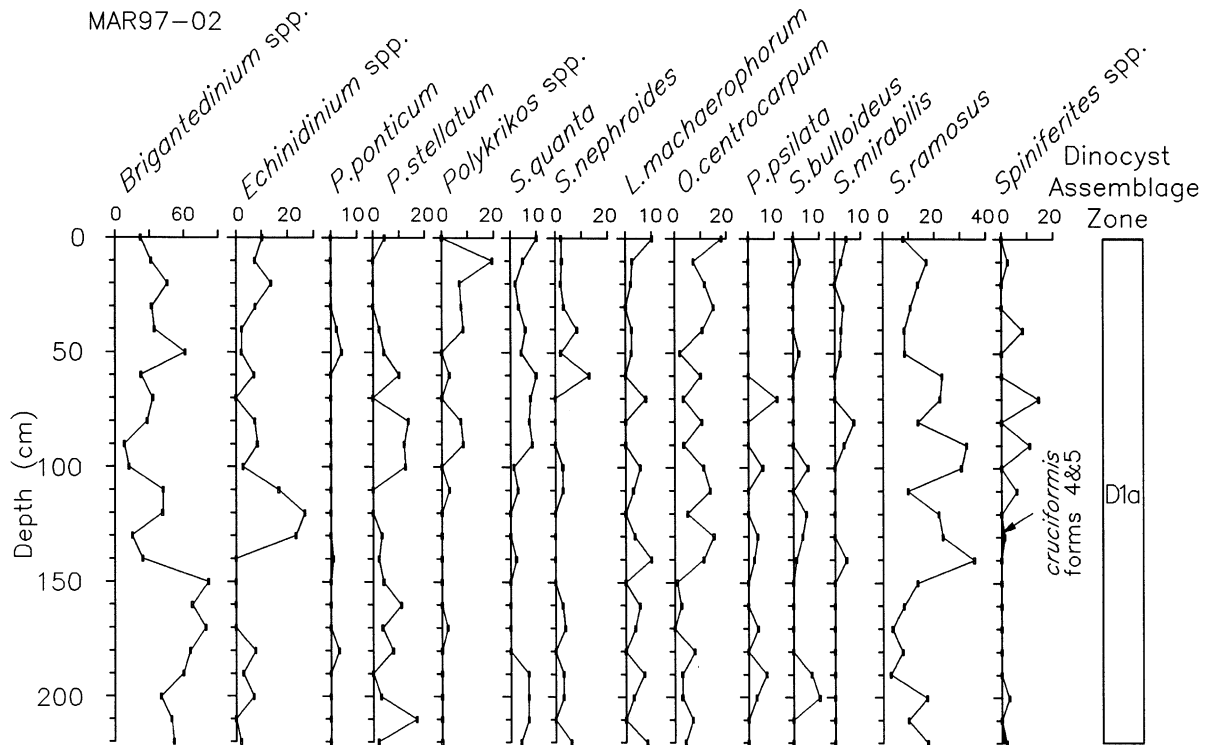 MAR97-02
Brigantedinium spp.
Echinidinium spp.
P.ponticum
P.stellatum
Polykrikos spp.
S.quanta
S.nephroides
L.machaerophorum
O.centrocarpum
P.psilata
S.bulloideus
S.mirabilis
S.ramosus
Spiniferites spp.
Dinocyst
Assemblage
Zone
0 60 0 20 0 100 0 200 0 20 0 10 0 10 0 10 0 20 0 10 0 10 0 10 0 20 40 0 20
0
50
100
150
200
Depth (cm)
cruciformis
forms 4&5
D1a